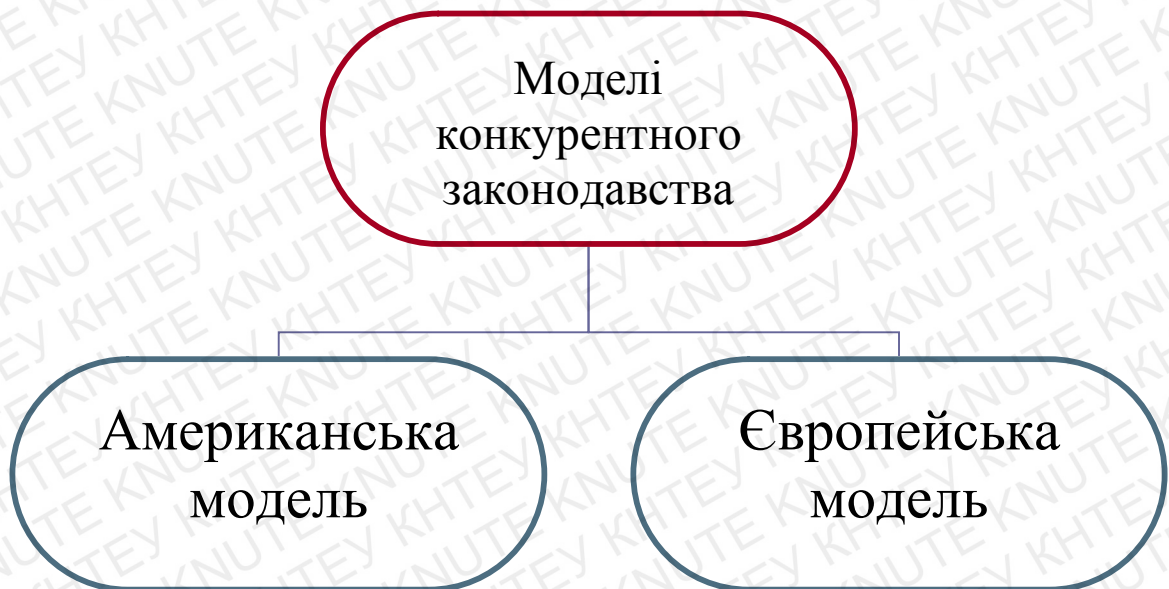 Моделі
конкурентного
законодавства
Американська
модель
Європейська
модель